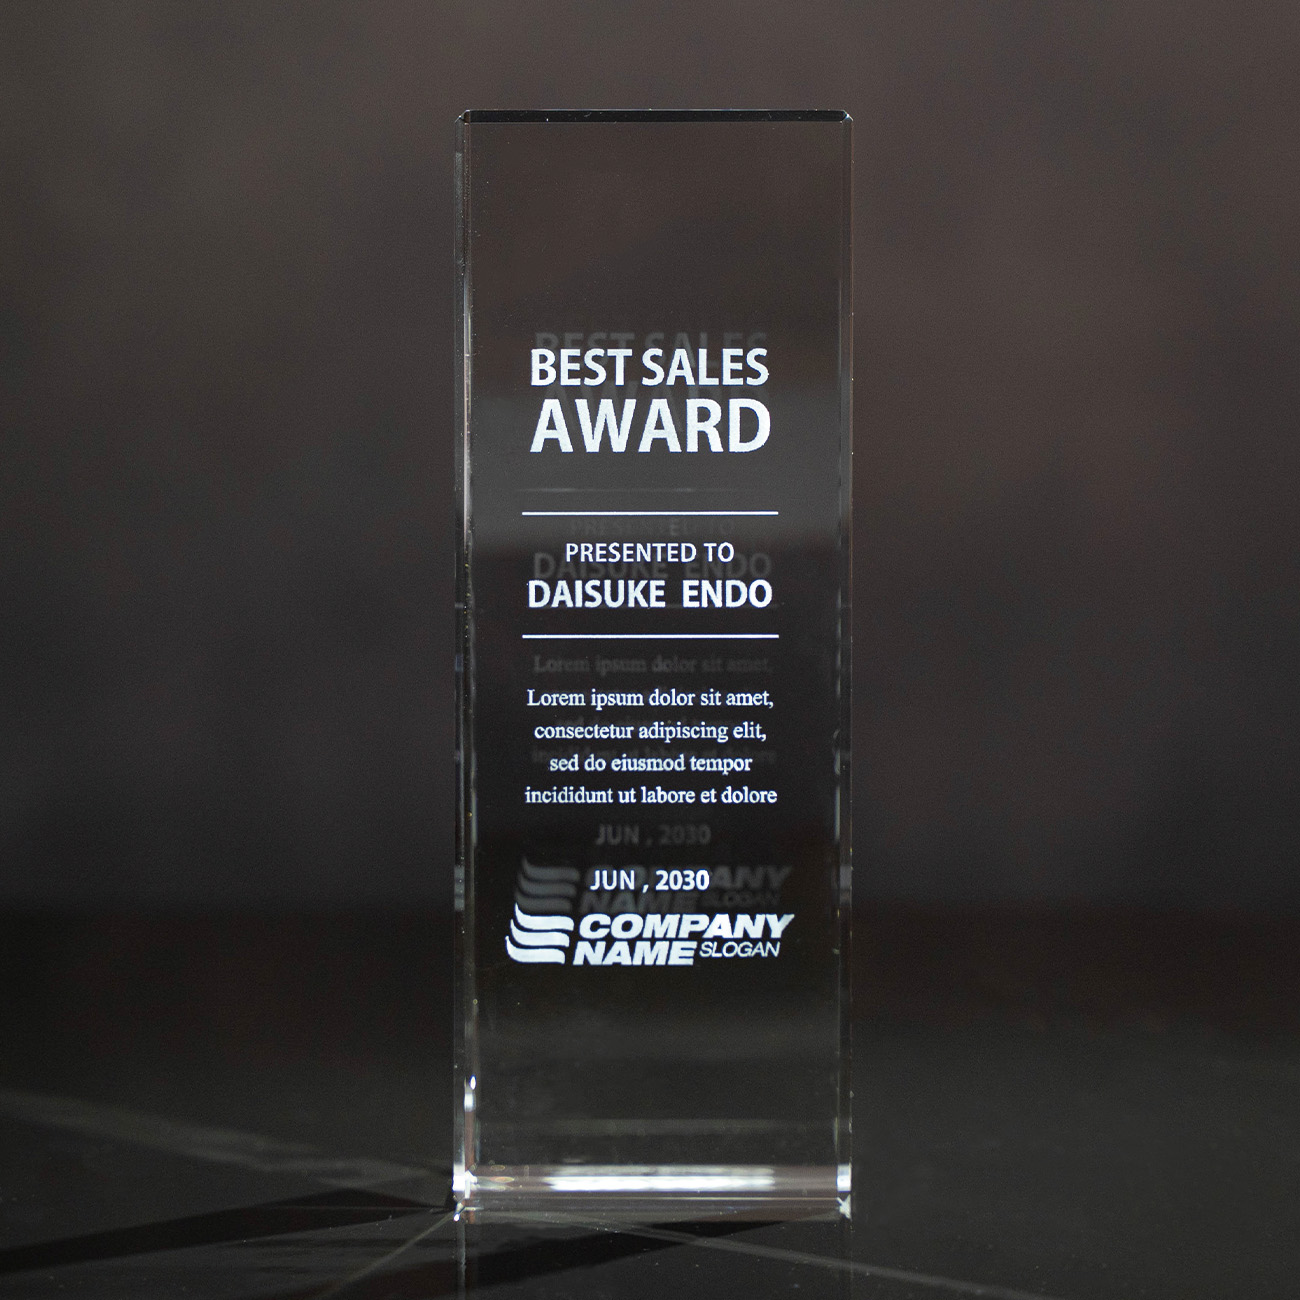 BEST SALES
AWARD
PRESENTED TO
DAISUKE ENDO
Lorem ipsum dolor sit amet,
consectetur adipiscing elit,
sed do eiusmod tempor
incididunt ut labore et dolore
JUN , 2030
COMPANY
NAME SLOGAN